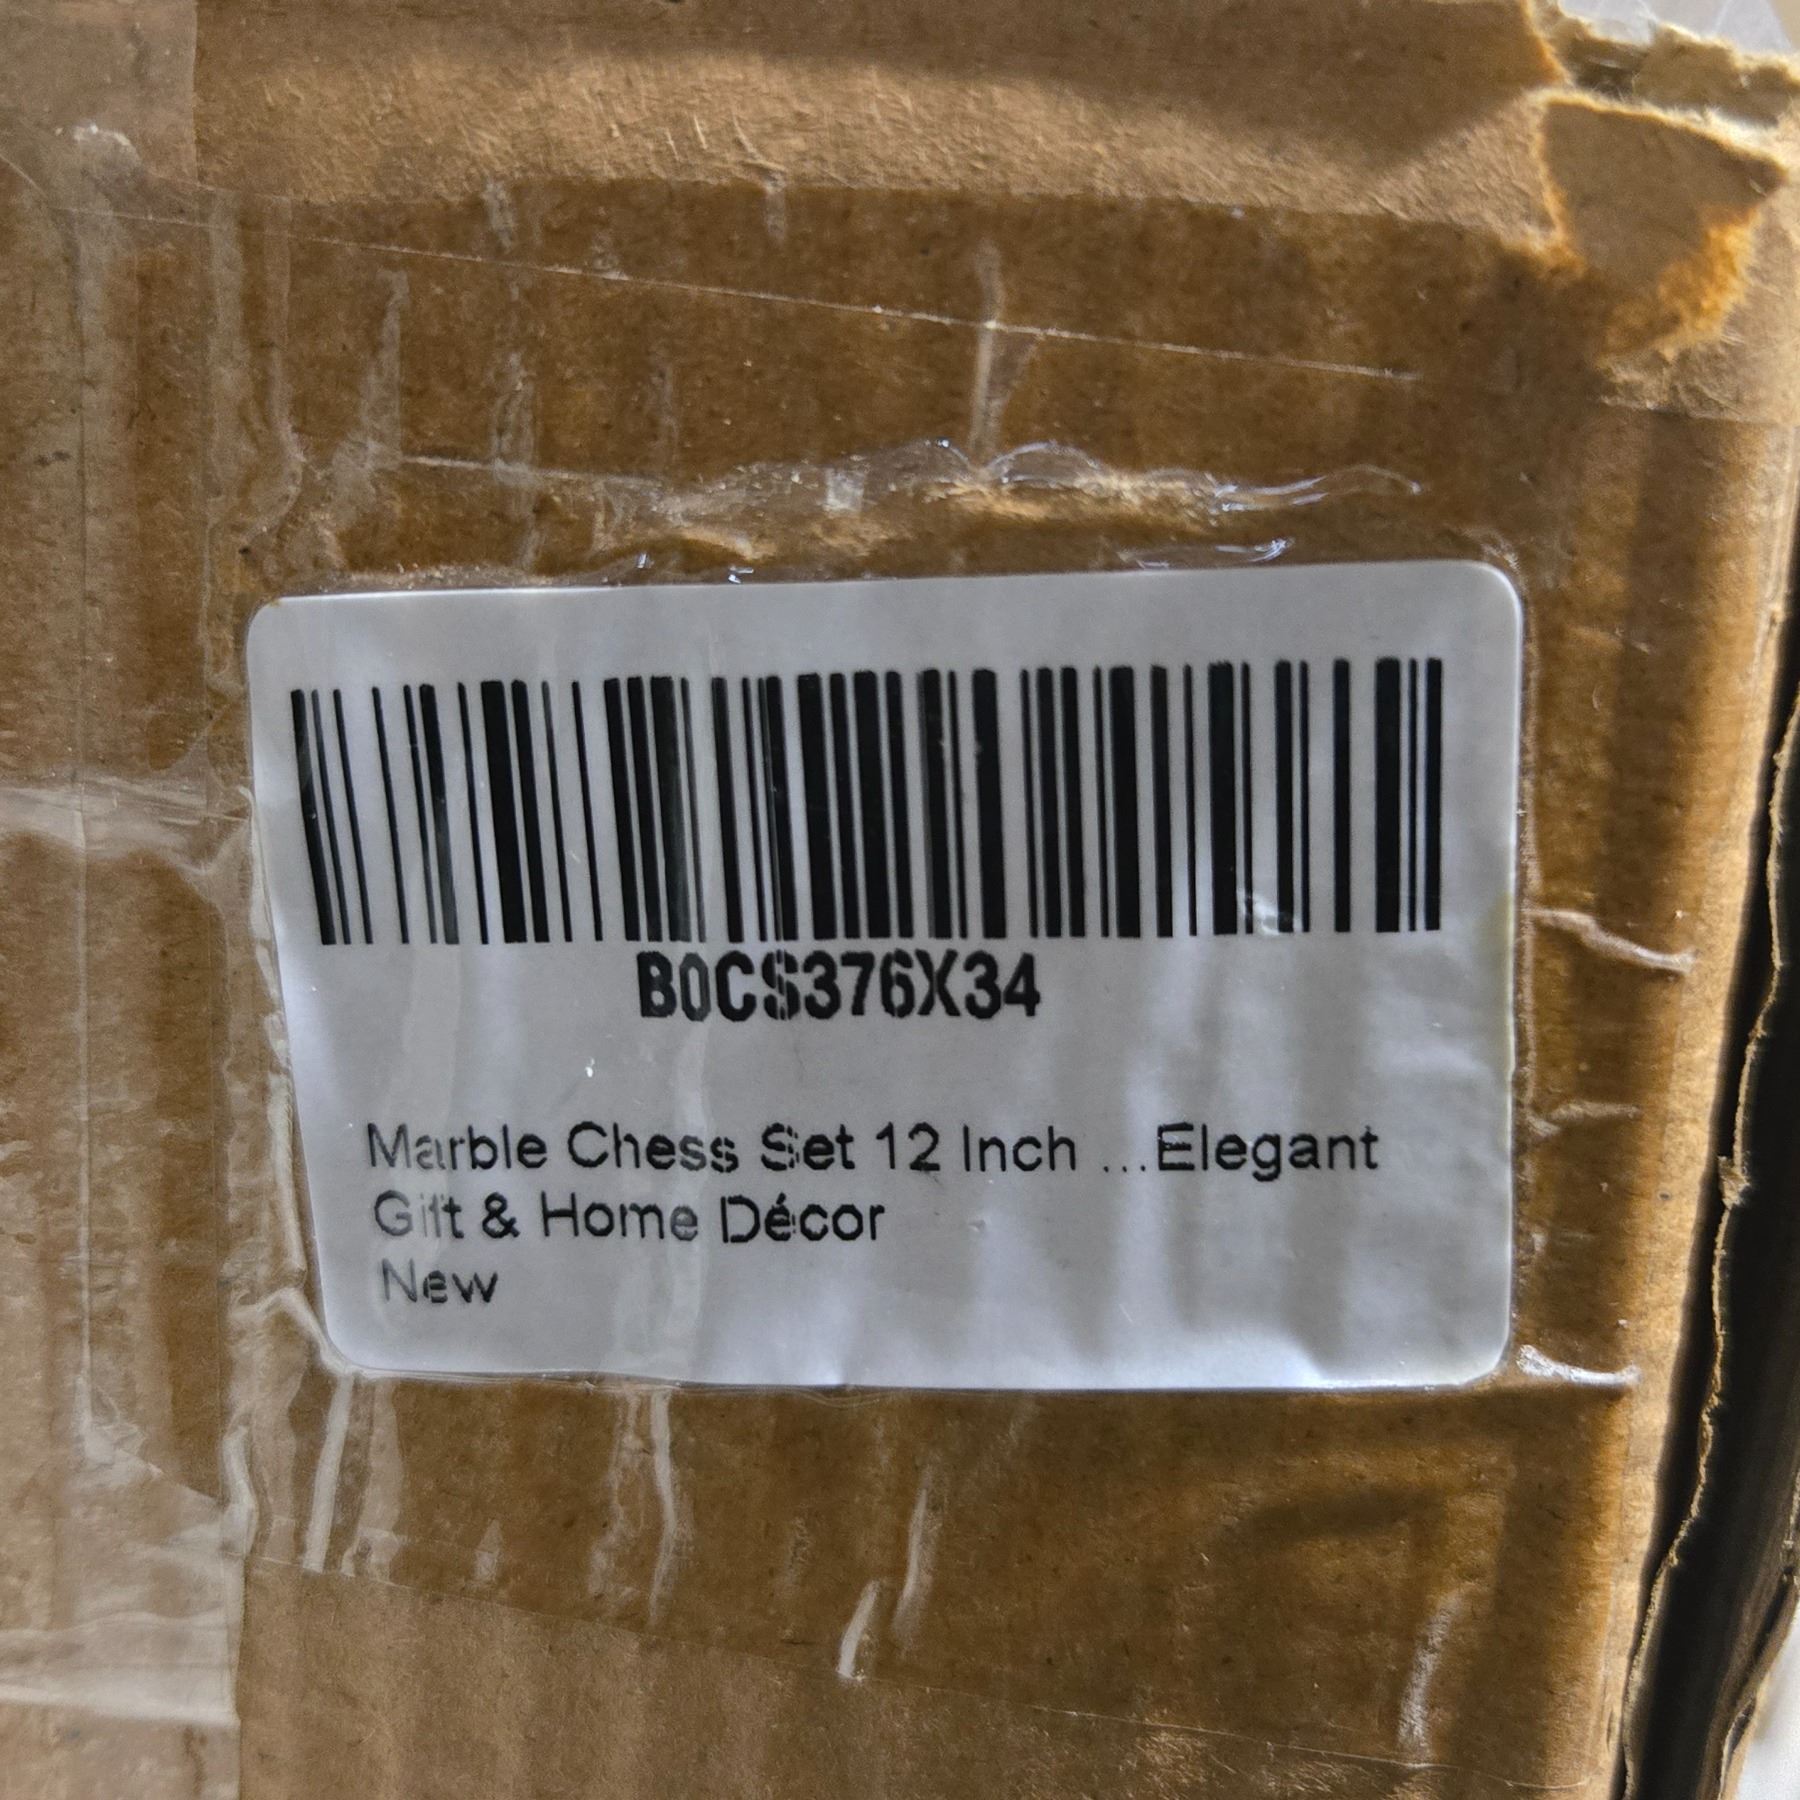 B0CS376X34
Marble Chess Set 12 Inch ...Elegant
Gift & Home Décor
New